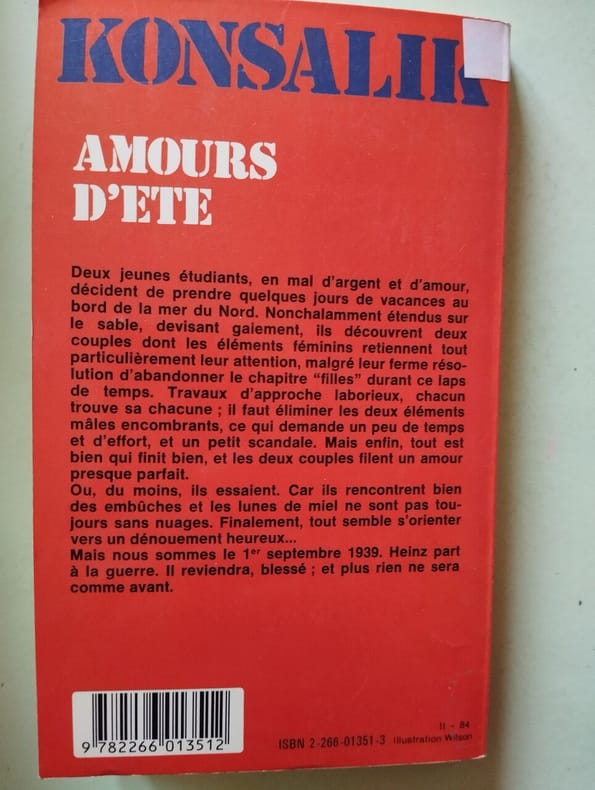 KONSALIK
AMOURS
D'ETE
Deux jeunes étudiants, en mal d'argent et d'amour,
décident de prendre quelques jours de vacances au
bord de la mer du Nord. Nonchalamment étendus sur
le sable, devisant gaiement, ils découvrent deux
couples dont les éléments féminins retiennent tout
particulièrement leur attention, malgré leur ferme réso-
lution d'abandonner le chapitre "filles" durant ce laps
de temps. Travaux d'approche laborieux, chacun
trouve sa chacune ; il faut éliminer les deux éléments
mâles encombrants, ce qui demande un peu de temps
et d'effort, et un petit scandale. Mais enfin, tout est
bien qui finit bien, et les deux couples filent un amour
presque parfait.
Ou, du moins, ils essaient. Car ils rencontrent bien
des embûches et les lunes de miel ne sont pas tou-
jours sans nuages. Finalement, tout semble s'orienter
vers un dénouement heureux...
Mais nous sommes le 1er septembre 1939. Heinz part
à la guerre. Il reviendra, blessé ; et plus rien ne sera
comme avant.
9 782266 013512
II - 84
ISBN 2-266-01351-3 Illustration Wilson